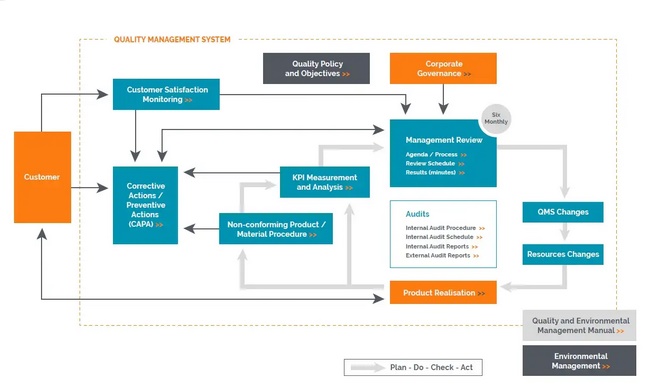 QUALITY MANAGEMENT SYSTEM
Quality Policy
and Objectives >>
Corporate
Governance >>
Customer Satisfaction
Monitoring >>
Six
Monthly
Management Review
Agenda / Process >>
Review Schedule >>
Results (minutes) >>
Customer
Corrective
Actions /
Preventive
Actions
(CAPA) >>
KPI Measurement
and Analysis >>
Non-conforming Product /
Material Procedure >>
Audits
Internal Audit Procedure >>
Internal Audit Schedule >>
Internal Audit Reports >>
External Audit Reports >>
QMS Changes
Resources Changes
Product Realisation >>
Quality and Environmental
Management Manual >>
Environmental
Management >>
Plan - Do - Check - Act